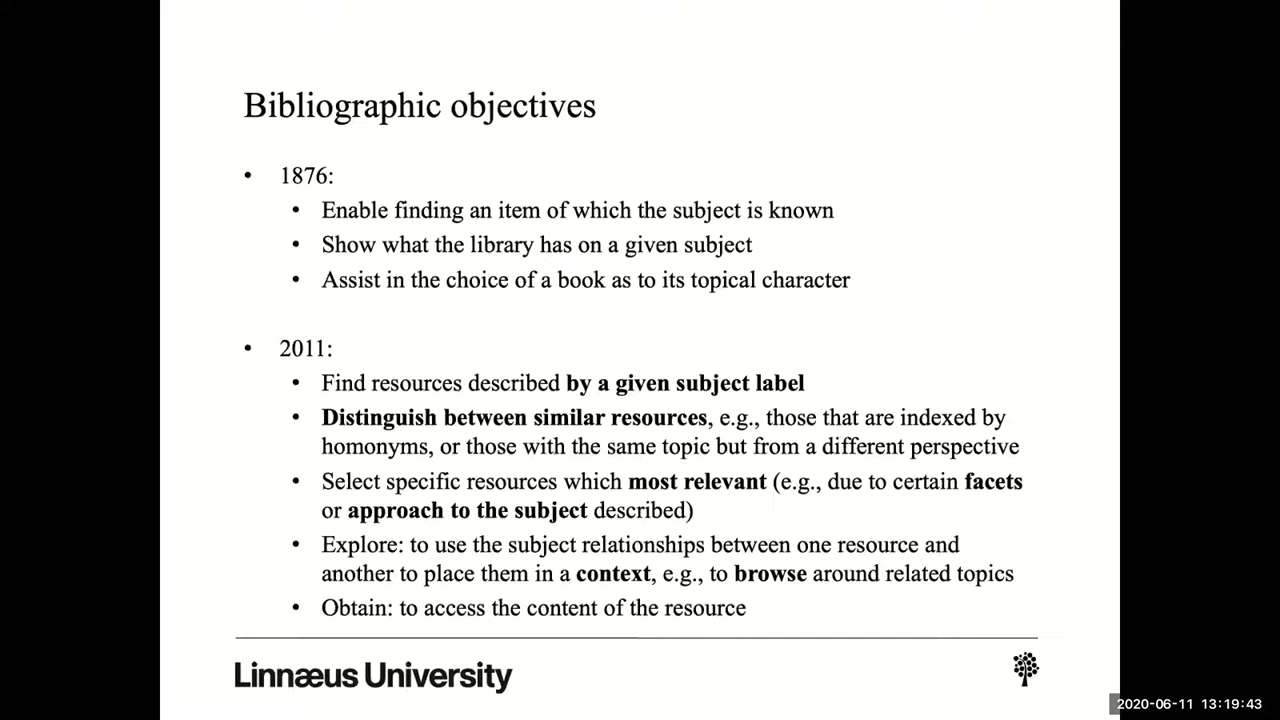 Bibliographic objectives
• 1876:
• Enable finding an item of which the subject is known
• Show what the library has on a given subject
• Assist in the choice of a book as to its topical character
• 2011:
• Find resources described by a given subject label
• Distinguish between similar resources, e.g., those that are indexed by
homonyms, or those with the same topic but from a different perspective
• Select specific resources which most relevant (e.g., due to certain facets
or approach to the subject described)
• Explore: to use the subject relationships between one resource and
another to place them in a context, e.g., to browse around related topics
• Obtain: to access the content of the resource
Linnæus University
2020-06-11 13:19:43